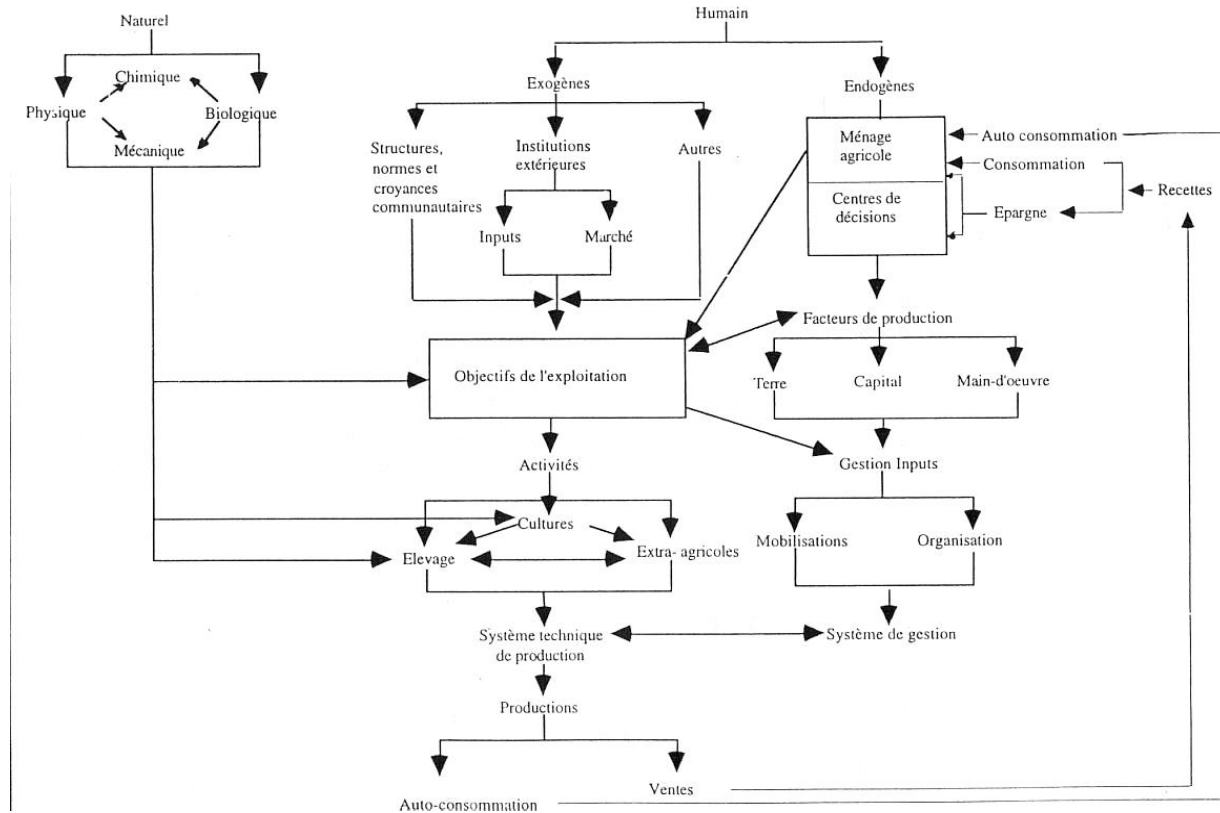 Naturel
Humain
Chimique
Physique
Biologique
Mécanique
Exogènes
Endogènes
Structures,
normes et
croyances
communautaires
Institutions
extérieures
Autres
Inputs
Marché
Ménage
agricole
Centres de
décisions
Auto consommation
Consommation
Epargne
Recettes
Facteurs de production
Objectifs de l'exploitation
Terre
Capital
Main-d'oeuvre
Activités
Gestion Inputs
Cultures
Elevage
Extra- agricoles
Mobilisations
Organisation
Système technique
de production
Système de gestion
Productions
Auto-consommation
Ventes